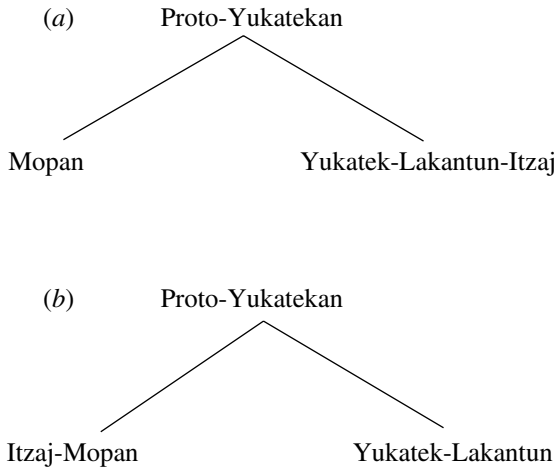 (a) Proto-Yukatekan
Mopan Yukatek-Lakantun-Itzaj
(b) Proto-Yukatekan
Itzaj-Mopan Yukatek-Lakantun